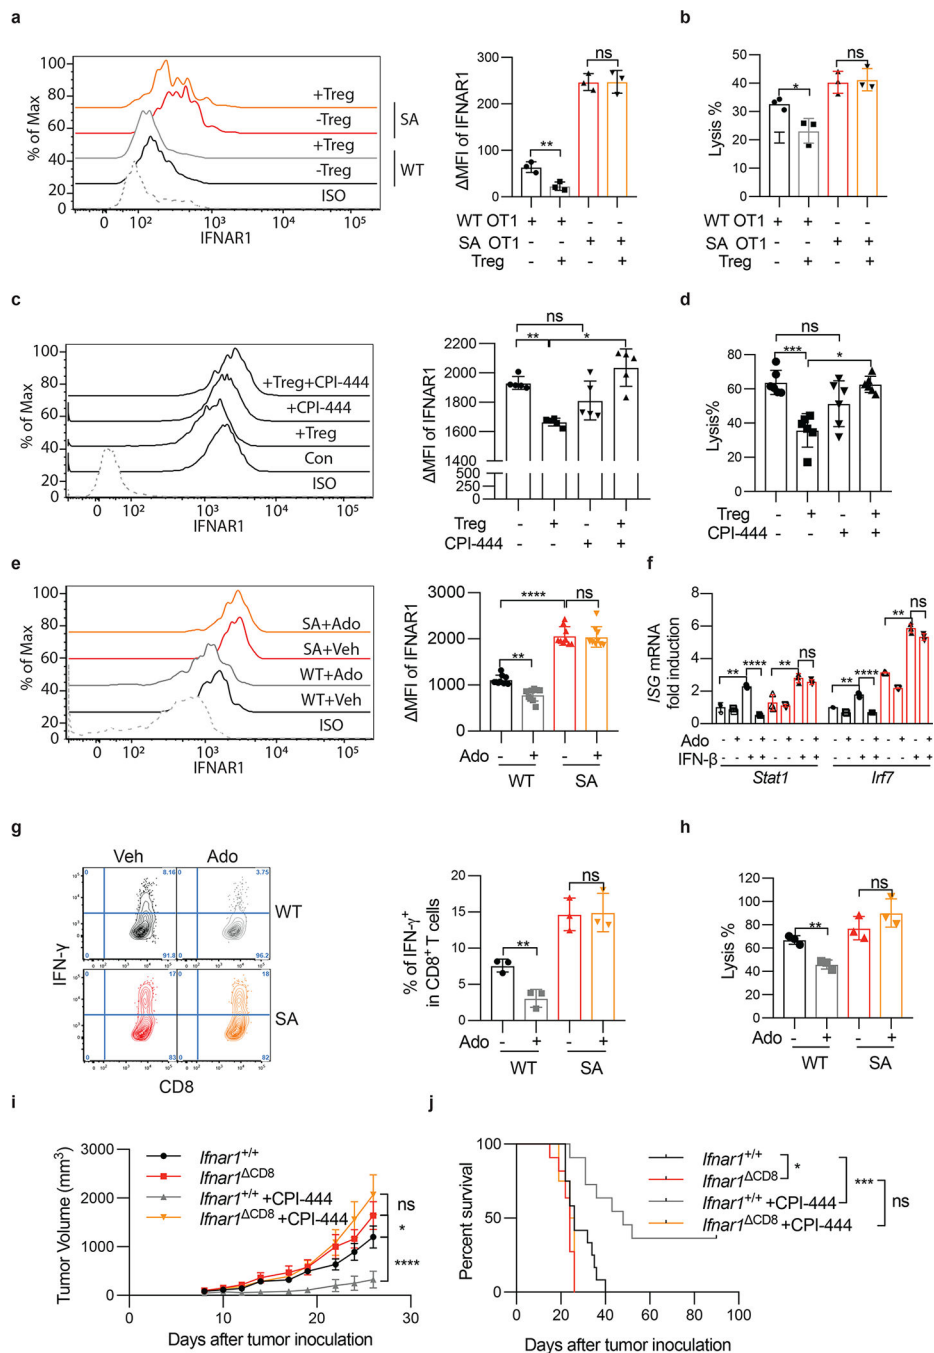 a
% of Max
100
80
60
40
20
0
+Treg
-Treg
SA
+Treg
-Treg
WT
ISO
0 10² 10³ 10⁴ 10⁵
IFNAR1
ΔMFI of IFNAR1
300
200
100
0
** ns
WT OT1 + + - -
SA OT1 - - + +
Treg - + - +
b
Lysis %
60
40
20
0
* ns
WT OT1 + + - -
SA OT1 - - + +
Treg - + - +
c
% of Max
100
80
60
40
20
0
+Treg+CPI-444
+CPI-444
+Treg
Con
ISO
0 10² 10³ 10⁴ 10⁵
IFNAR1
ΔMFI of IFNAR1
2200
2000
1800
1600
1400
500
250
0
ns
** *
Treg - + - +
CPI-444 - - + +
d
Lysis%
80
60
40
20
0
ns
*** *
Treg - + - +
CPI-444 - - + +
e
% of Max
100
80
60
40
20
0
SA+Ado
SA+Veh
WT+Ado
WT+Veh
ISO
0 10² 10³ 10⁴ 10⁵
IFNAR1
ΔMFI of IFNAR1
3000
2000
1000
0
**** ns
**
Ado - + - +
WT SA
f
ISG mRNA
fold induction
8
6
4
2
0
** **** ** ns
** **** ** ns
Ado - + - + - + - + - + - + - + - +
IFN-β - - + + - - + + - - + + - - + +
Stat1 Irf7
g
Veh Ado
IFN-γ
0 8.16 0 3.75
0 91.8 0 96.2
WT
0 17 0 18
0 83 0 82
SA
CD8
% of IFN-γ⁺
in CD8⁺ T cells
20
15
10
5
0
** ns
Ado - + - +
WT SA
h
Lysis %
120
100
80
60
40
20
0
** ns
Ado - + - +
WT SA
i
Tumor Volume (mm³)
3000
2000
1000
0
Ifnar1⁺/⁺
Ifnar1ΔCD8
Ifnar1⁺/⁺ +CPI-444
Ifnar1ΔCD8 +CPI-444
ns
*
****
0 10 20 30
Days after tumor inoculation
j
Percent survival
100
50
0
Ifnar1⁺/⁺
Ifnar1ΔCD8
Ifnar1⁺/⁺ +CPI-444
Ifnar1ΔCD8 +CPI-444
*
***
ns
0 20 40 60 80 100
Days after tumor inoculation